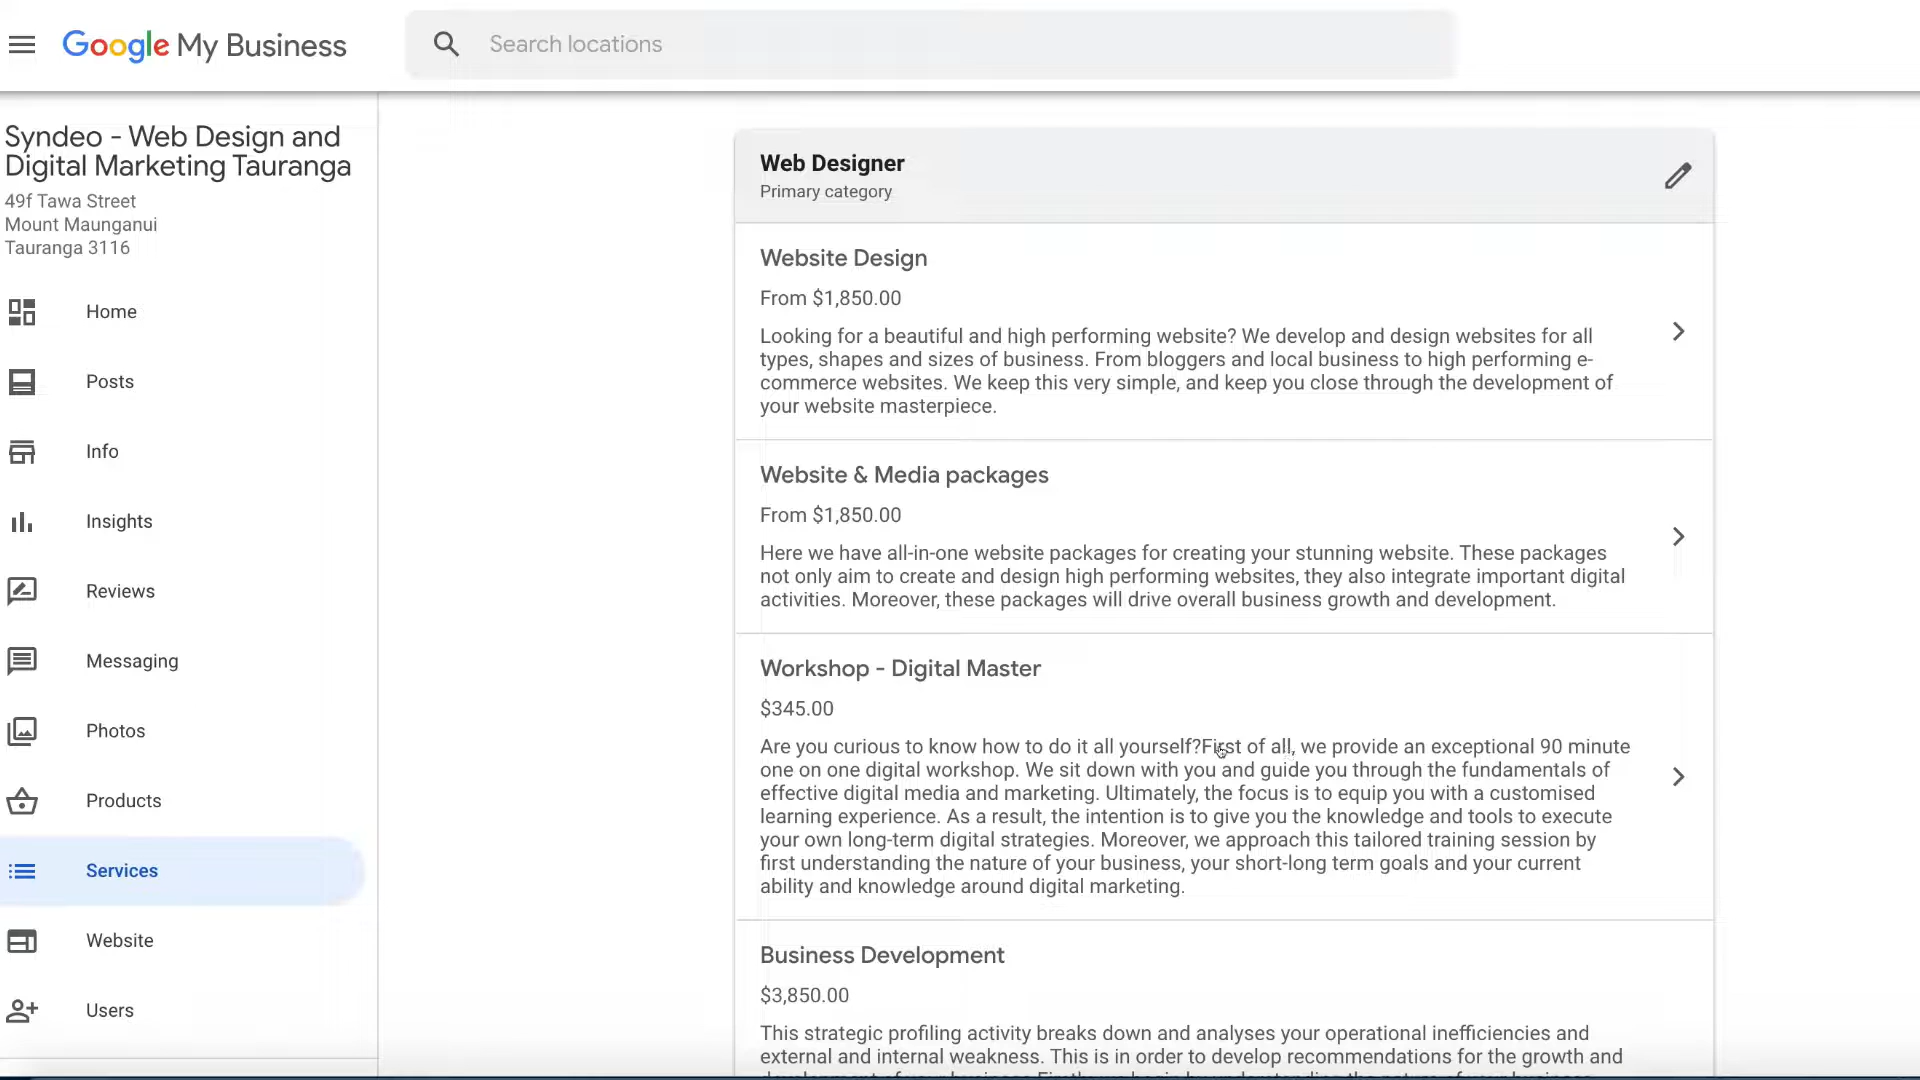 Google My Business
Search locations
Syndeo - Web Design and
Digital Marketing Tauranga
49f Tawa Street
Mount Maunganui
Tauranga 3116
Home
Posts
Info
Insights
Reviews
Messaging
Photos
Products
Services
Website
Users
Web Designer
Primary category
Website Design
From $1,850.00
Looking for a beautiful and high performing website? We develop and design websites for all
types, shapes and sizes of business. From bloggers and local business to high performing e-
commerce websites. We keep this very simple, and keep you close through the development of
your website masterpiece.
Website & Media packages
From $1,850.00
Here we have all-in-one website packages for creating your stunning website. These packages
not only aim to create and design high performing websites, they also integrate important digital
activities. Moreover, these packages will drive overall business growth and development.
Workshop - Digital Master
$345.00
Are you curious to know how to do it all yourself?First of all, we provide an exceptional 90 minute
one on one digital workshop. We sit down with you and guide you through the fundamentals of
effective digital media and marketing. Ultimately, the focus is to equip you with a customised
learning experience. As a result, the intention is to give you the knowledge and tools to execute
your own long-term digital strategies. Moreover, we approach this tailored training session by
first understanding the nature of your business, your short-long term goals and your current
ability and knowledge around digital marketing.
Business Development
$3,850.00
This strategic profiling activity breaks down and analyses your operational inefficiencies and
external and internal weakness. This is in order to develop recommendations for the growth and